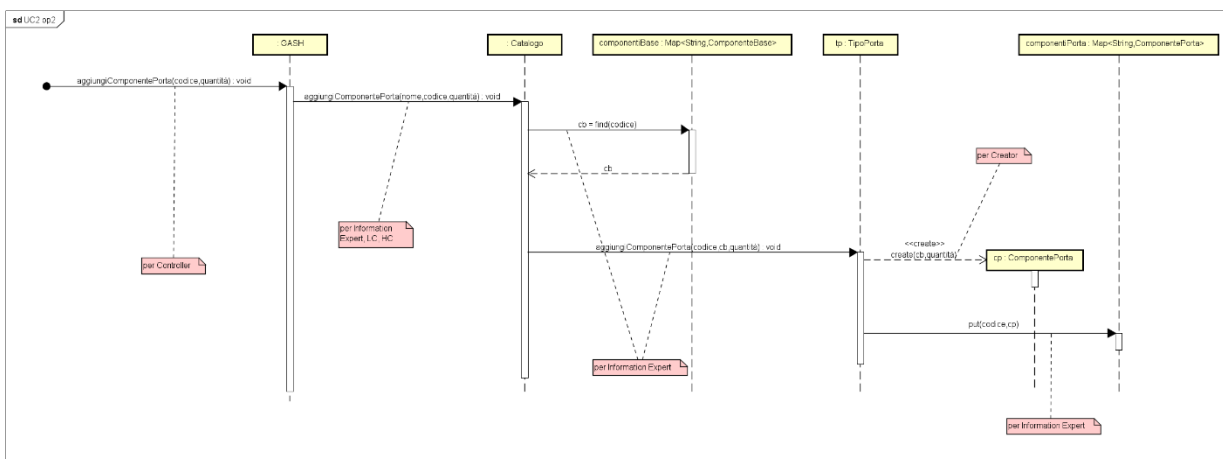 sd UC2 op2
: GASH
: Catalogo
componentiBase : Map<String,ComponenteBase>
tp : TipoPorta
componentiPorta : Map<String,ComponentePorta>
aggiungiComponentePorta(codice,quantità) : void
aggiungiComponentePorta(nome,codice,quantità) : void
cb = find(codice)
cb
per Creator
per Information
Expert, LC, HC
aggiungiComponentePorta(codice,cb,quantità) : void
<<create>>
create(cb,quantità)
cp : ComponentePorta
per Controller
put(codice,cp)
per Information Expert
per Information Expert